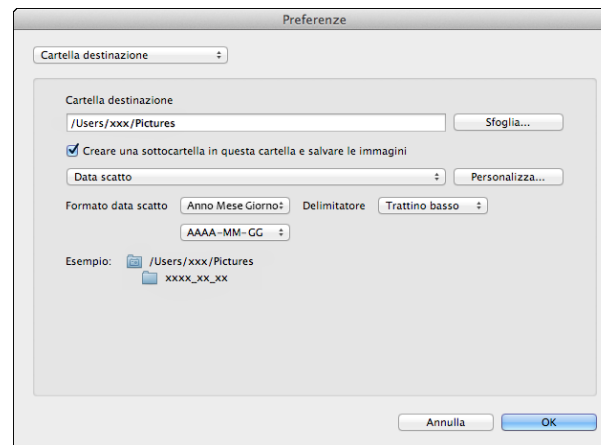 Preferenze
Cartella destinazione
Cartella destinazione
/Users/xxx/Pictures
Sfoglia...
Creare una sottocartella in questa cartella e salvare le immagini
Data scatto
Personalizza...
Formato data scatto
Anno Mese Giorno
Delimitatore
Trattino basso
AAAA-MM-GG
Esempio:
/Users/xxx/Pictures
xxxx_xx_xx
Annulla
OK